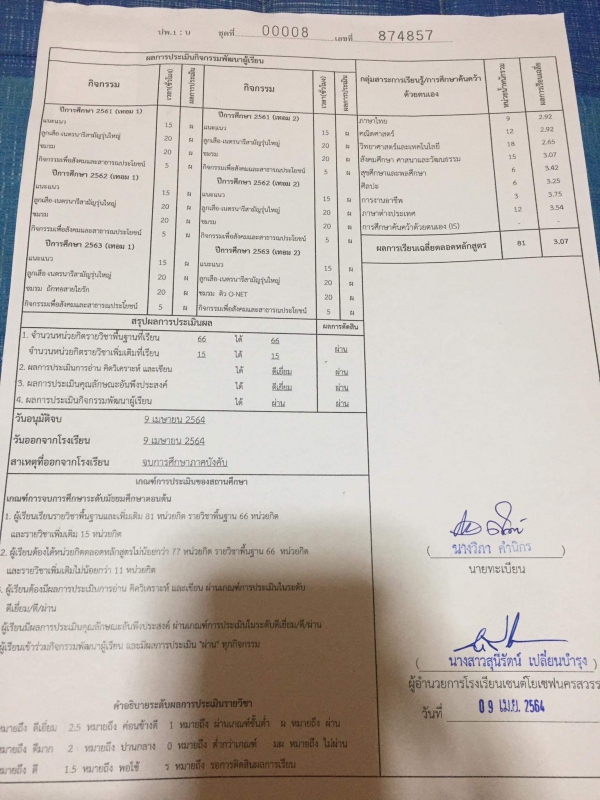 ปพ.1 : บ ชุดที่ 00008 เลขที่ 874857
ผลการประเมินกิจกรรมพัฒนาผู้เรียน
กิจกรรม เวลา(ชั่วโมง) ผลการประเมิน กิจกรรม เวลา(ชั่วโมง) ผลการประเมิน
ปีการศึกษา 2561 (เทอม 1) ปีการศึกษา 2561 (เทอม 2)
แนะแนว 15 ผ แนะแนว 15 ผ
ลูกเสือ-เนตรนารีสามัญรุ่นใหญ่ 20 ผ ลูกเสือ-เนตรนารีสามัญรุ่นใหญ่ 20 ผ
ชมรม 20 ผ ชมรม 20 ผ
กิจกรรมเพื่อสังคมและสาธารณประโยชน์ 5 ผ กิจกรรมเพื่อสังคมและสาธารณประโยชน์ 5 ผ
ปีการศึกษา 2562 (เทอม 1) ปีการศึกษา 2562 (เทอม 2)
แนะแนว 15 ผ แนะแนว 15 ผ
ลูกเสือ-เนตรนารีสามัญรุ่นใหญ่ 20 ผ ลูกเสือ-เนตรนารีสามัญรุ่นใหญ่ 20 ผ
ชมรม 20 ผ ชมรม 20 ผ
กิจกรรมเพื่อสังคมและสาธารณประโยชน์ 5 ผ กิจกรรมเพื่อสังคมและสาธารณประโยชน์ 5 ผ
ปีการศึกษา 2563 (เทอม 1) ปีการศึกษา 2563 (เทอม 2)
แนะแนว 15 ผ แนะแนว 15 ผ
ลูกเสือ-เนตรนารีสามัญรุ่นใหญ่ 20 ผ ลูกเสือ-เนตรนารีสามัญรุ่นใหญ่ 20 ผ
ชมรม ถักทอสายใยรัก 20 ผ ชมรม ติว O-NET 20 ผ
กิจกรรมเพื่อสังคมและสาธารณประโยชน์ 5 ผ กิจกรรมเพื่อสังคมและสาธารณประโยชน์ 5 ผ
สรุปผลการประเมินผล ผลการตัดสิน
1. จำนวนหน่วยกิตรายวิชาพื้นฐานที่เรียน 66 ได้ 66
จำนวนหน่วยกิตรายวิชาเพิ่มเติมที่เรียน 15 ได้ 15 ผ่าน
2. ผลการประเมินการอ่าน คิดวิเคราะห์ และเขียน ได้ ดีเยี่ยม ผ่าน
3. ผลการประเมินคุณลักษณะอันพึงประสงค์ ได้ ดีเยี่ยม ผ่าน
4. ผลการประเมินกิจกรรมพัฒนาผู้เรียน ได้ ผ่าน ผ่าน
วันอนุมัติจบ 9 เมษายน 2564
วันออกจากโรงเรียน 9 เมษายน 2564
สาเหตุที่ออกจากโรงเรียน จบการศึกษาภาคบังคับ
เกณฑ์การประเมินของสถานศึกษา
เกณฑ์การจบการศึกษาระดับมัธยมศึกษาตอนต้น
1. ผู้เรียนเรียนรายวิชาพื้นฐานและเพิ่มเติม 81 หน่วยกิต รายวิชาพื้นฐาน 66 หน่วยกิต
และรายวิชาเพิ่มเติม 15 หน่วยกิต
2. ผู้เรียนต้องได้หน่วยกิตตลอดหลักสูตรไม่น้อยกว่า 77 หน่วยกิต รายวิชาพื้นฐาน 66 หน่วยกิต
และรายวิชาเพิ่มเติมไม่น้อยกว่า 11 หน่วยกิต
ผู้เรียนต้องมีผลการประเมินการอ่าน คิดวิเคราะห์ และเขียน ผ่านเกณฑ์การประเมินในระดับ
ดีเยี่ยม/ดี/ผ่าน
ผู้เรียนมีผลการประเมินคุณลักษณะอันพึงประสงค์ ผ่านเกณฑ์การประเมินในระดับดีเยี่ยม/ดี/ผ่าน
ผู้เรียนเข้าร่วมกิจกรรมพัฒนาผู้เรียน และมีผลการประเมิน "ผ่าน" ทุกกิจกรรม
คำอธิบายระดับผลการประเมินรายวิชา
หมายถึง ดีเยี่ยม 2.5 หมายถึง ค่อนข้างดี 1 หมายถึง ผ่านเกณฑ์ขั้นต่ำ ผ หมายถึง ผ่าน
หมายถึง ดีมาก 2 หมายถึง ปานกลาง 0 หมายถึง ต่ำกว่าเกณฑ์ มผ หมายถึง ไม่ผ่าน
หมายถึง ดี 1.5 หมายถึง พอใช้ ร หมายถึง รอการตัดสินผลการเรียน
กลุ่มสาระการเรียนรู้/การศึกษาค้นคว้าด้วยตนเอง หน่วยน้ำหนักรวม ผลการเรียนเฉลี่ย
ภาษาไทย 9 2.92
คณิตศาสตร์ 12 2.92
วิทยาศาสตร์และเทคโนโลยี 18 2.65
สังคมศึกษา ศาสนาและวัฒนธรรม 15 3.07
สุขศึกษาและพลศึกษา 6 3.42
ศิลปะ 6 3.25
การงานอาชีพ 3 3.75
ภาษาต่างประเทศ 12 3.54
การศึกษาค้นคว้าด้วยตนเอง (IS) - -
ผลการเรียนเฉลี่ยตลอดหลักสูตร 81 3.07
( นางวิภา คำนิกร )
นายทะเบียน
( นางสาวสุนีรัตน์ เปลี่ยนบำรุง )
ผู้อำนวยการโรงเรียนเซนต์โยเซฟนครสวรร
วันที่ 09 เม.ย. 2564